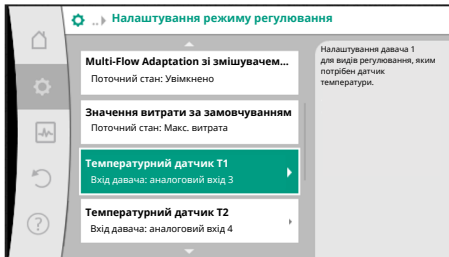 .. Налаштування режиму регулювання
Multi-Flow Adaptation зі змішувачем...
Поточний стан: Увімкнено
Значення витрати за замовчуванням
Поточний стан: Макс. витрата
Температурний датчик T1
Вхід давача: аналоговий вхід 3
Температурний датчик T2
Вхід давача: аналоговий вхід 4
Налаштування давача 1
для видів регулювання, яким
потрібен датчик
температури.